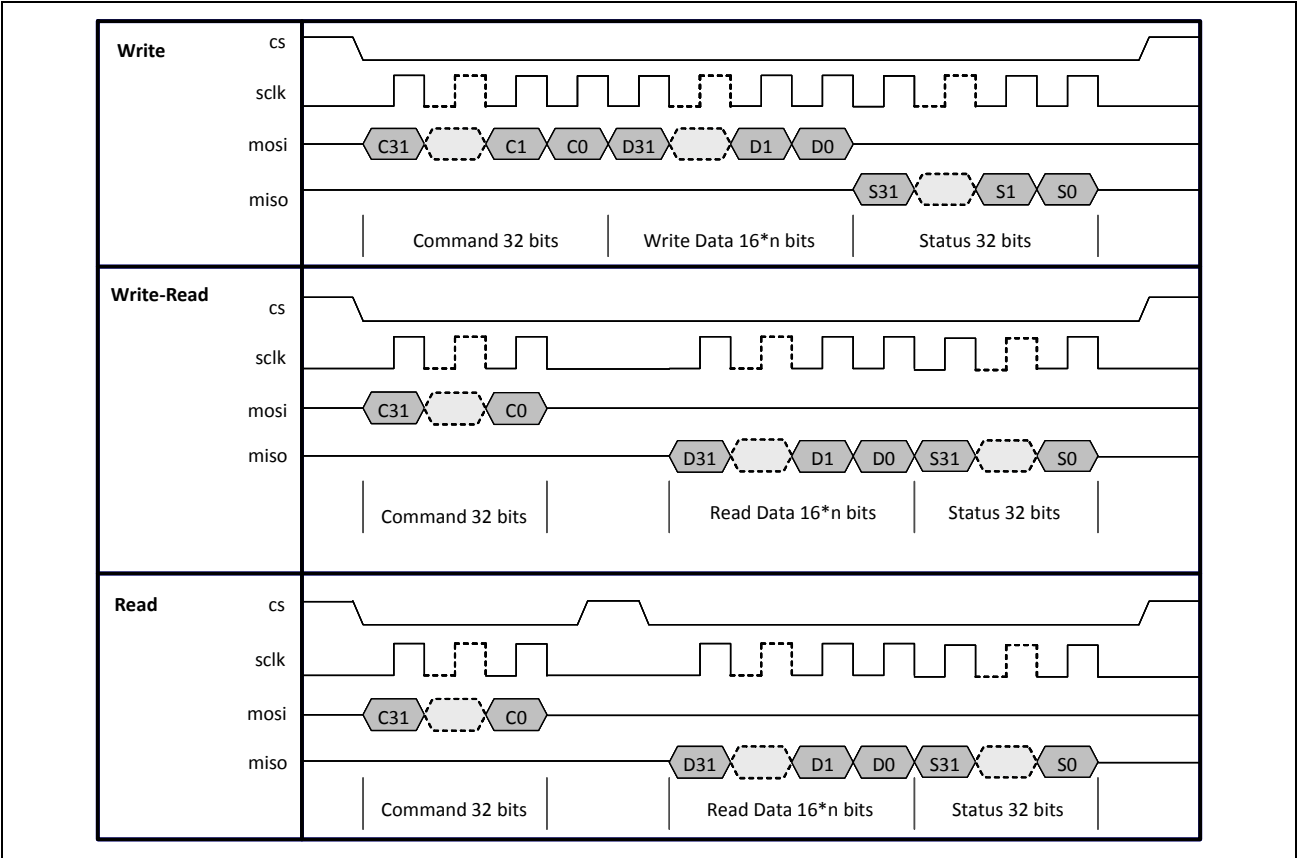 Write
cs
sclk
mosi C31 C1 C0 D31 D1 D0
miso S31 S1 S0
Command 32 bits Write Data 16*n bits Status 32 bits
Write-Read
cs
sclk
mosi C31 C0
miso D31 D1 D0 S31 S0
Command 32 bits Read Data 16*n bits Status 32 bits
Read
cs
sclk
mosi C31 C0
miso D31 D1 D0 S31 S0
Command 32 bits Read Data 16*n bits Status 32 bits